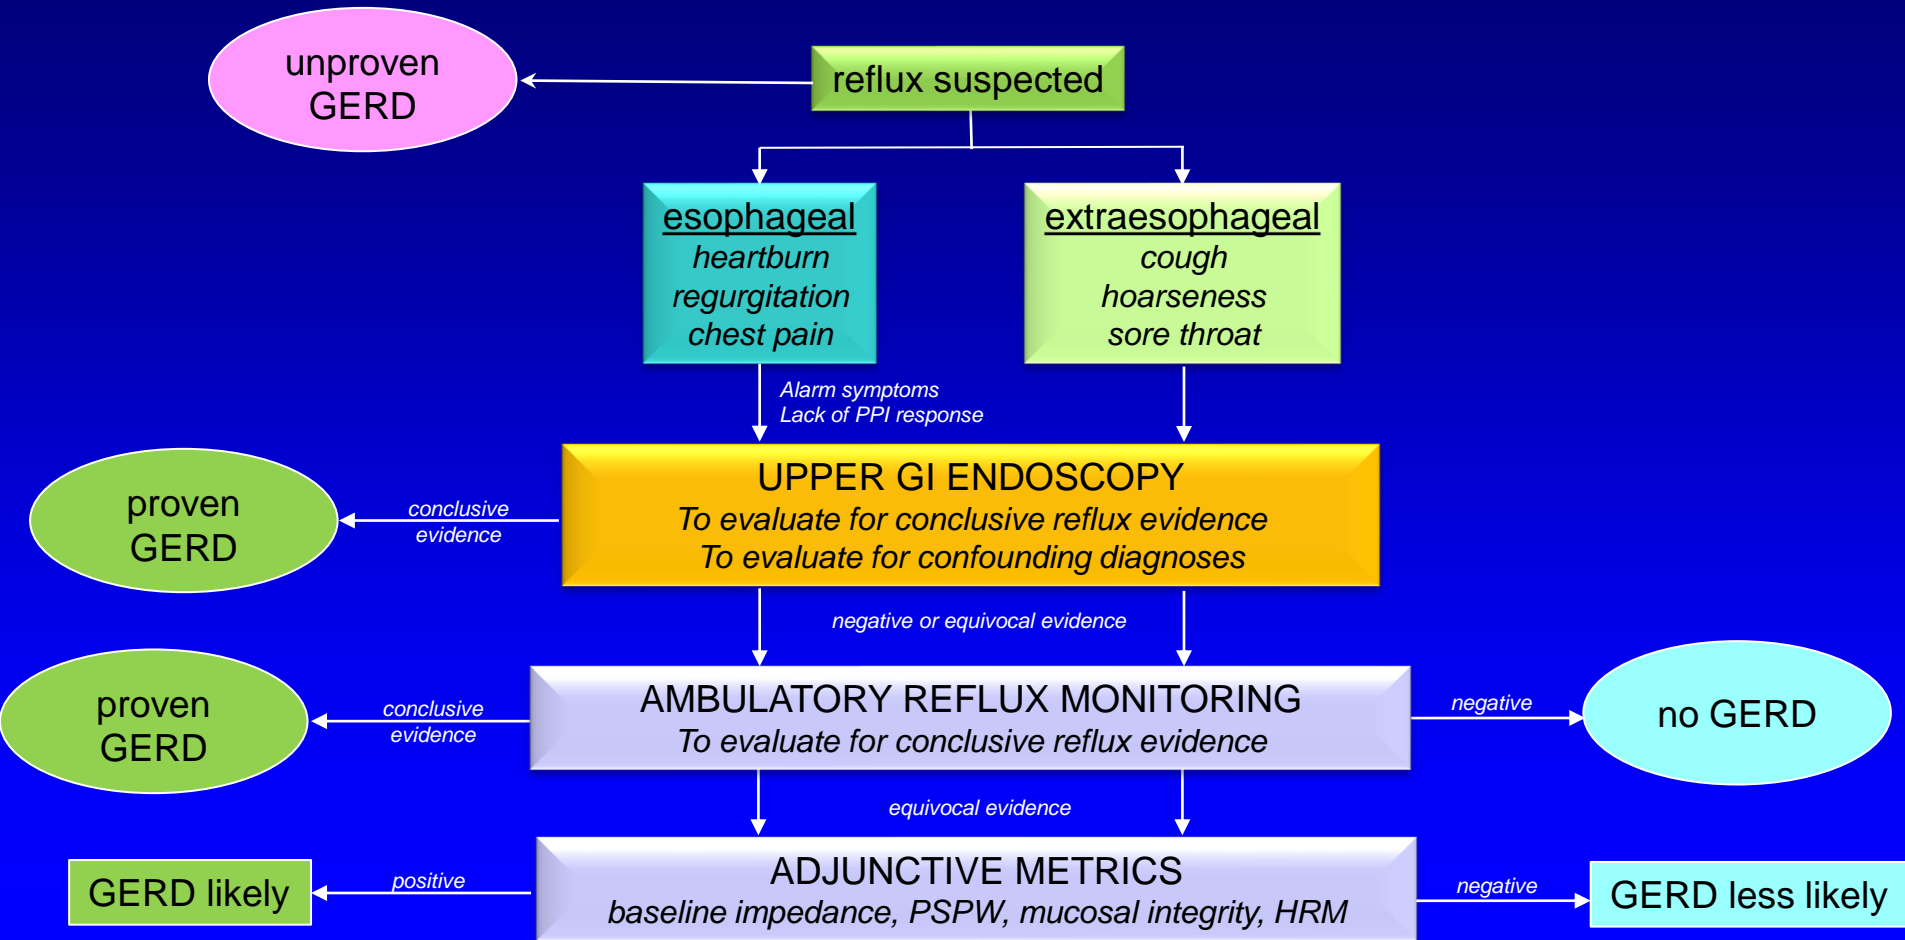 unproven
GERD
reflux suspected
esophageal
heartburn
regurgitation
chest pain
extraesophageal
cough
hoarseness
sore throat
Alarm symptoms
Lack of PPI response
UPPER GI ENDOSCOPY
To evaluate for conclusive reflux evidence
To evaluate for confounding diagnoses
conclusive
evidence
proven
GERD
negative or equivocal evidence
AMBULATORY REFLUX MONITORING
To evaluate for conclusive reflux evidence
conclusive
evidence
proven
GERD
negative
no GERD
equivocal evidence
ADJUNCTIVE METRICS
baseline impedance, PSPW, mucosal integrity, HRM
positive
GERD likely
negative
GERD less likely